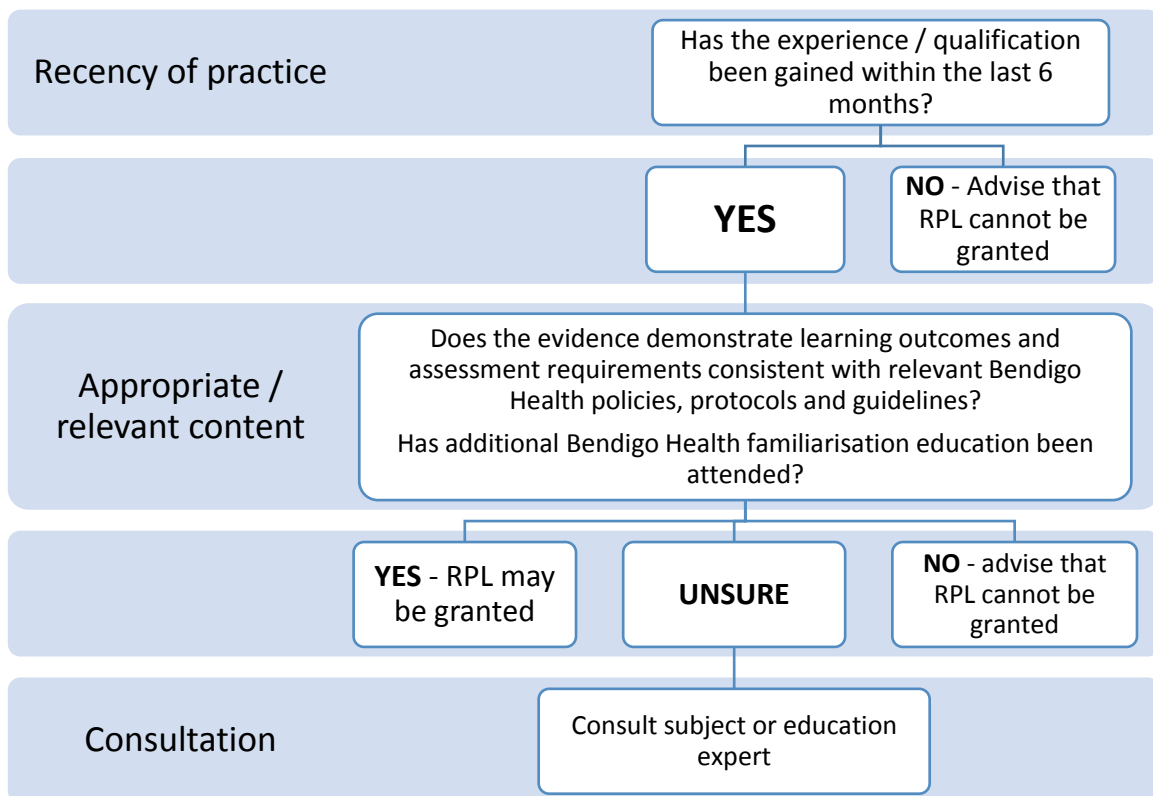 Recency of practice
Has the experience / qualification
been gained within the last 6
months?
YES
NO - Advise that
RPL cannot be
granted
Appropriate /
relevant content
Does the evidence demonstrate learning outcomes and
assessment requirements consistent with relevant Bendigo
Health policies, protocols and guidelines?
Has additional Bendigo Health familiarisation education been
attended?
YES - RPL may
be granted
UNSURE
NO - advise that
RPL cannot be
granted
Consultation
Consult subject or education
expert